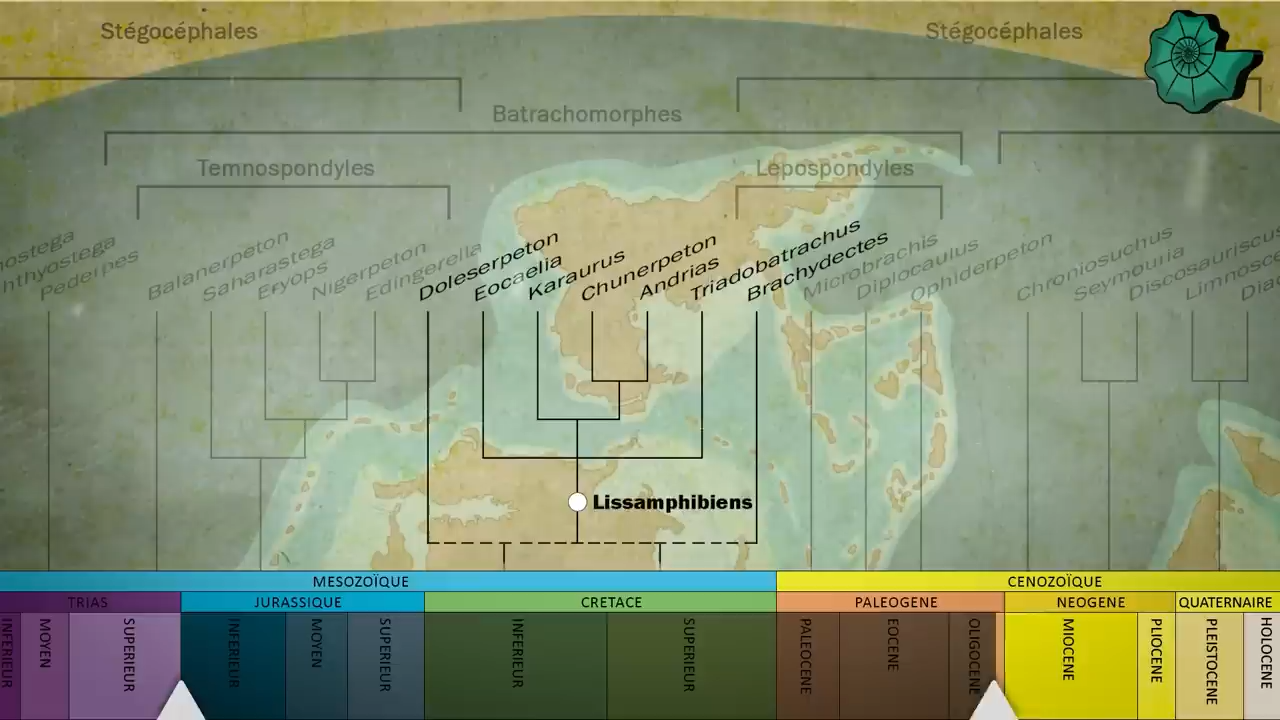 Stégocéphales
Stégocéphales
Batrachomorphes
Temnospondyles
Lepospondyles
Pederpes
Balanerpeton
Saharastega
Eryops
Nigerpeton
Edingerella
Doleserpeton
Eocaelia
Karaurus
Chunerpeton
Andrias
Triadobatrachus
Brachydectes
Microbrachis
Diplocaulus
Ophiderpeton
Chroniosuchus
Seymouria
Discosauriscus
Limnosce
Diad
Lissamphibiens
MESOZOÏQUE
CENOZOÏQUE
TRIAS
JURASSIQUE
CRETACE
PALEOGENE
NEOGENE
QUATERNAIRE
INFERIEUR
MOYEN
SUPERIEUR
INFERIEUR
MOYEN
SUPERIEUR
INFERIEUR
SUPERIEUR
PALEOCENE
EOCENE
OLIGOCENE
MIOCENE
PLIOCENE
PLEISTOCENE
HOLOCENE